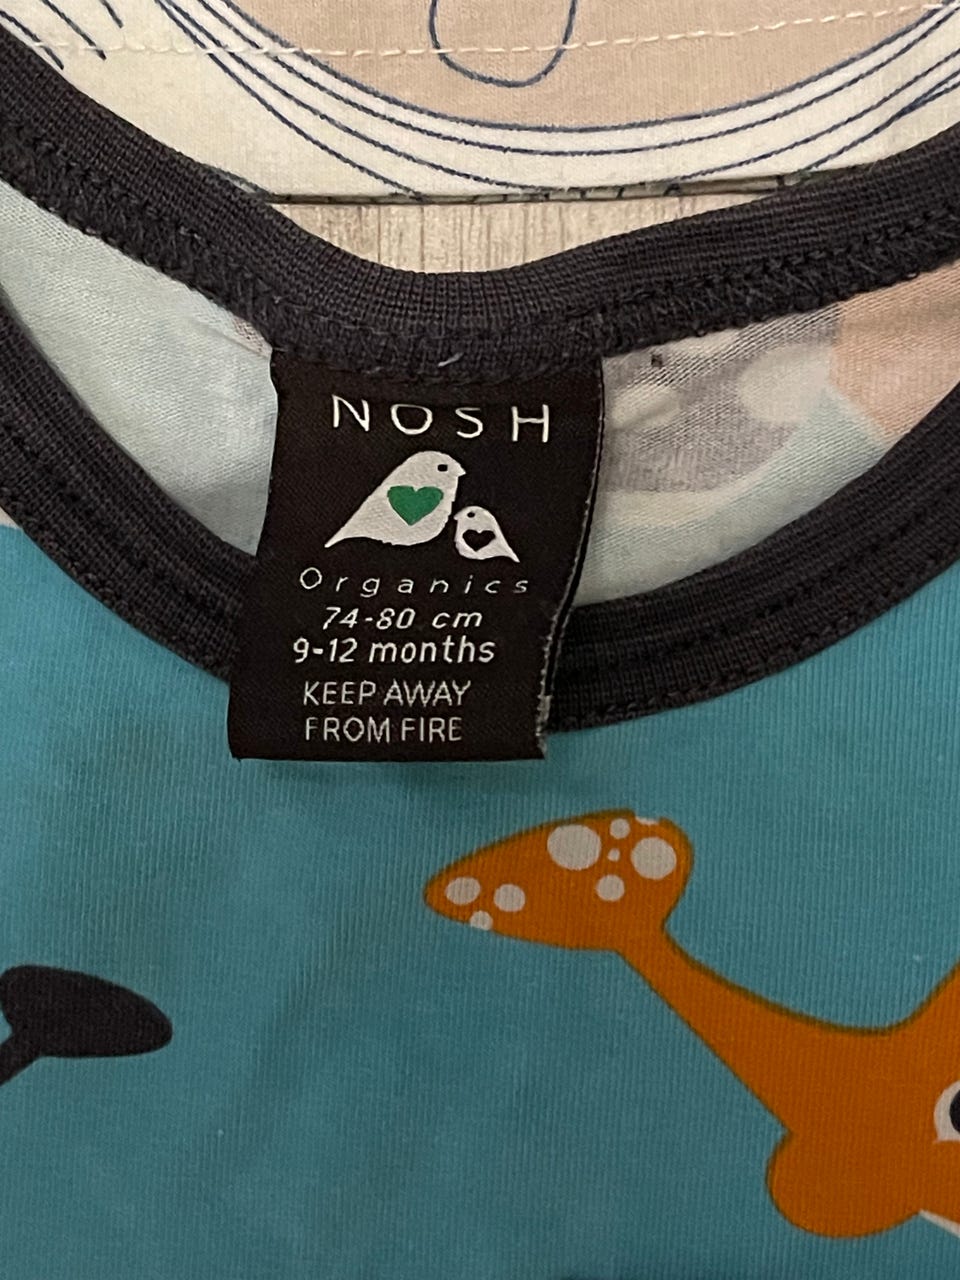 NOSH
Organics
74-80 cm
9-12 months
KEEP AWAY
FROM FIRE